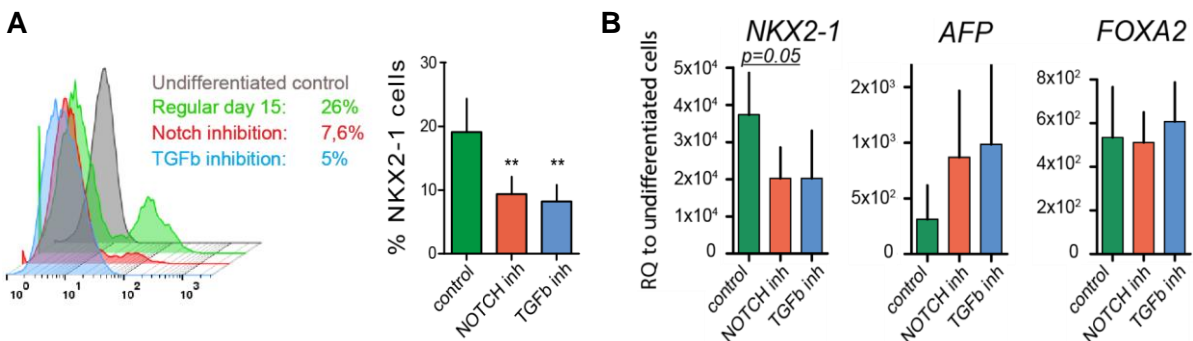 A
Undifferentiated control
Regular day 15: 26%
Notch inhibition: 7,6%
TGFb inhibition: 5%
10⁰ 10¹ 10² 10³
% NKX2-1 cells
30
20
10
0
** **
control NOTCH inh TGFb inh
B
RQ to undifferentiated cells
NKX2-1
p=0.05
5x10⁴
4x10⁴
3x10⁴
2x10⁴
1x10⁴
0
control NOTCH inh TGFb inh
AFP
2x10³
1x10³
5x10²
0
control NOTCH inh TGFb inh
FOXA2
8x10²
6x10²
4x10²
2x10²
0
control NOTCH inh TGFb inh